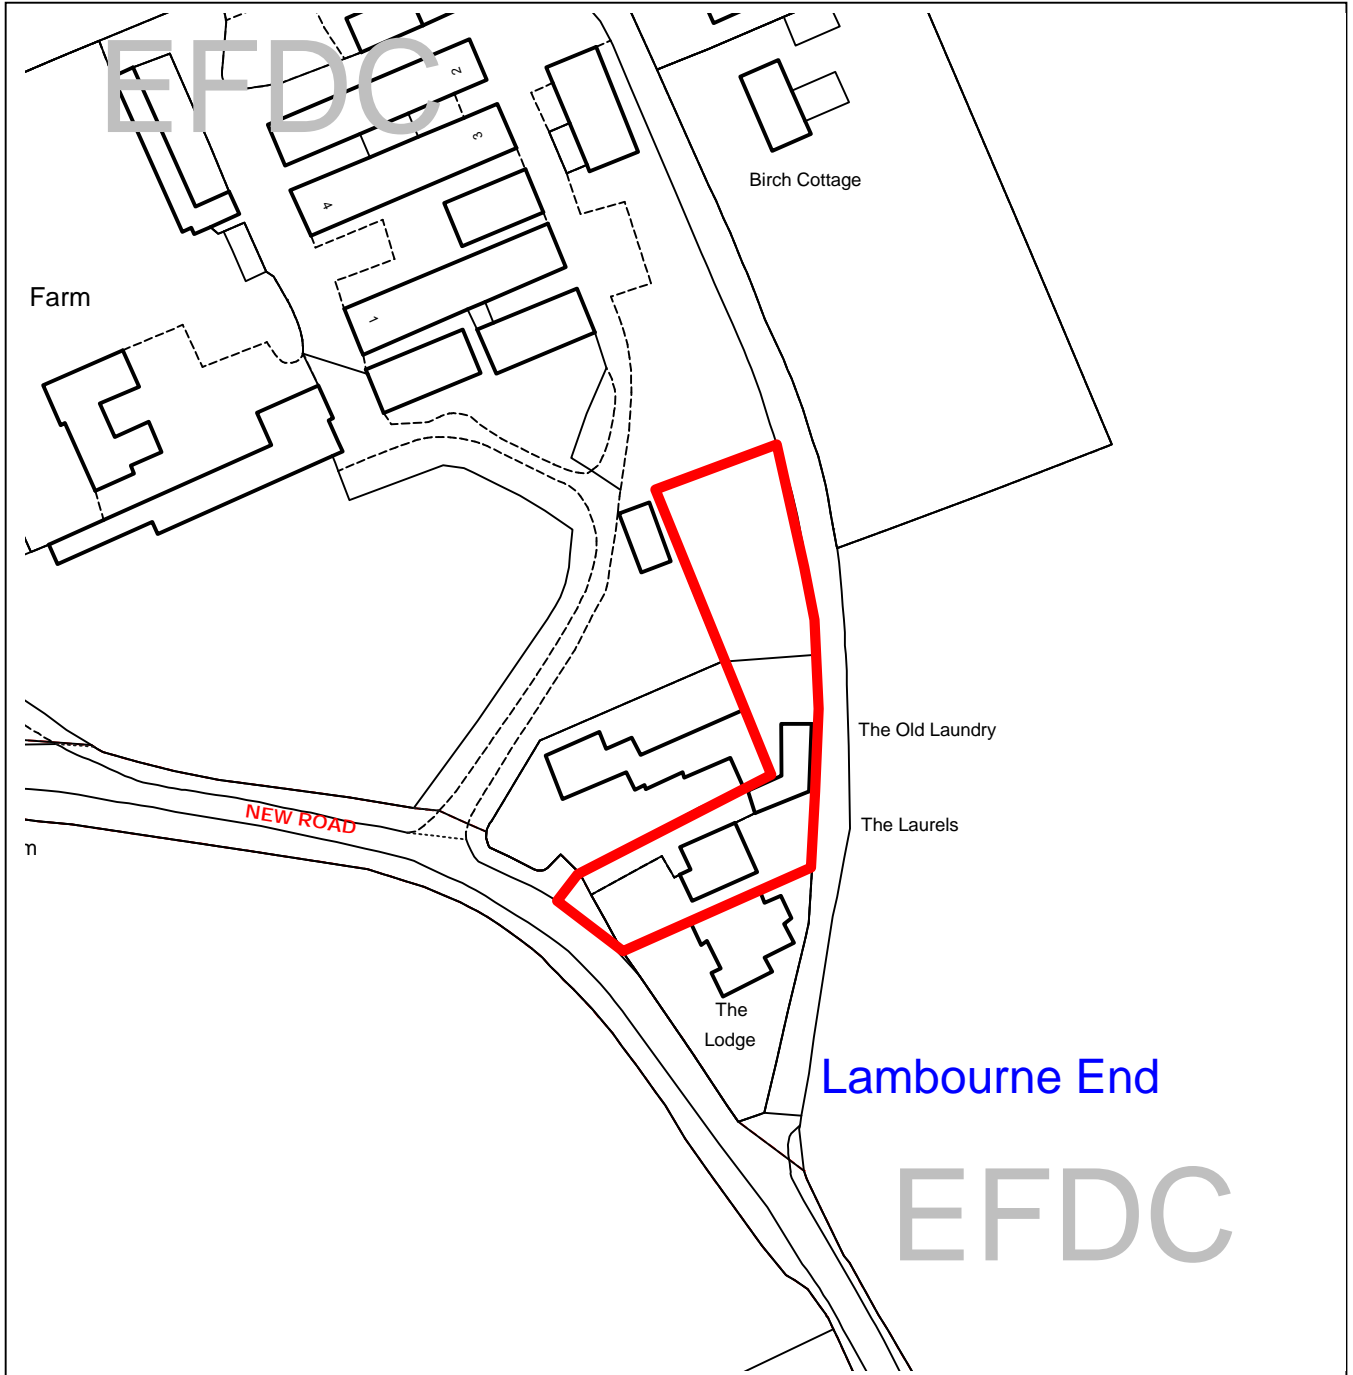 EFDC
2
3
4
1
Birch Cottage
Farm
The Old Laundry
NEW ROAD
The Laurels
m
The
Lodge
Lambourne End
EFDC